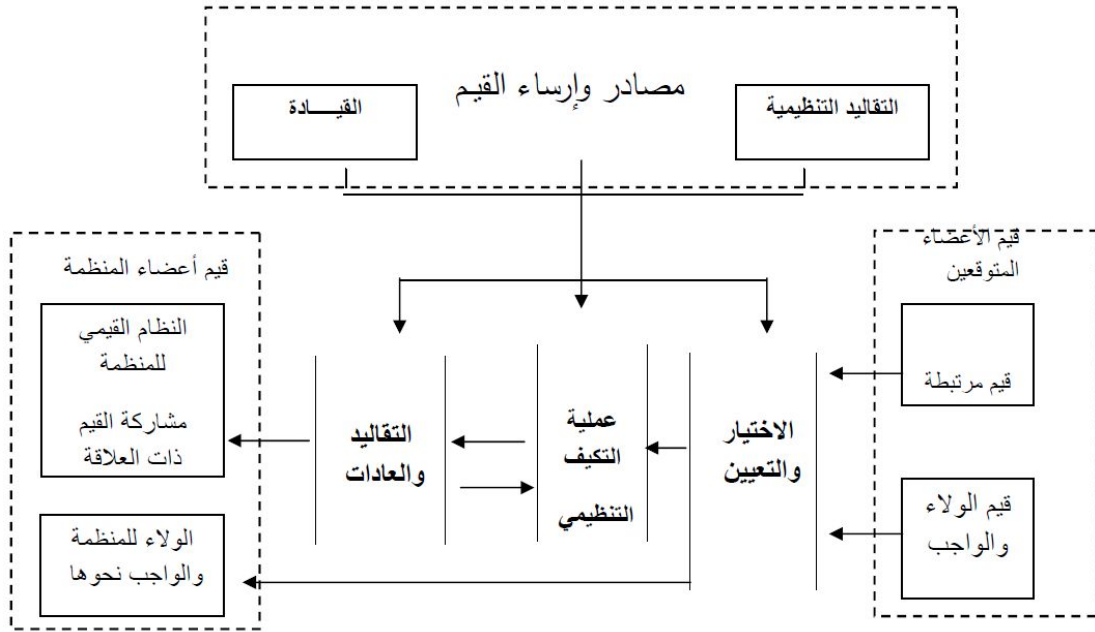 مصادر وإرساء القيم
التقاليد التنظيمية
القيـــــادة
قيم الأعضاء
المتوقعين
قيم مرتبطة
قيم الولاء
والواجب
الاختيار
والتعيين
عملية
التكيف
التنظيمي
التقاليد
والعادات
قيم أعضاء المنظمة
النظام القيمي
للمنظمة
مشاركة القيم
ذات العلاقة
الولاء للمنظمة
والواجب نحوها